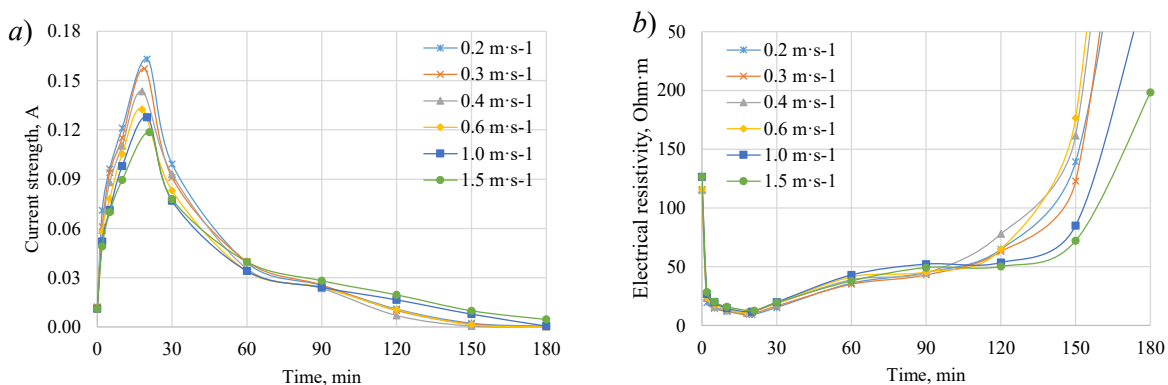 a)
Current strength, A
0.18
0.15
0.12
0.09
0.06
0.03
0.00
0.2 m·s-1
0.3 m·s-1
0.4 m·s-1
0.6 m·s-1
1.0 m·s-1
1.5 m·s-1
0 30 60 90 120 150 180
Time, min
b)
Electrical resistivity, Ohm·m
50
200
150
100
50
0
0.2 m·s-1
0.3 m·s-1
0.4 m·s-1
0.6 m·s-1
1.0 m·s-1
1.5 m·s-1
0 30 60 90 120 150 180
Time, min